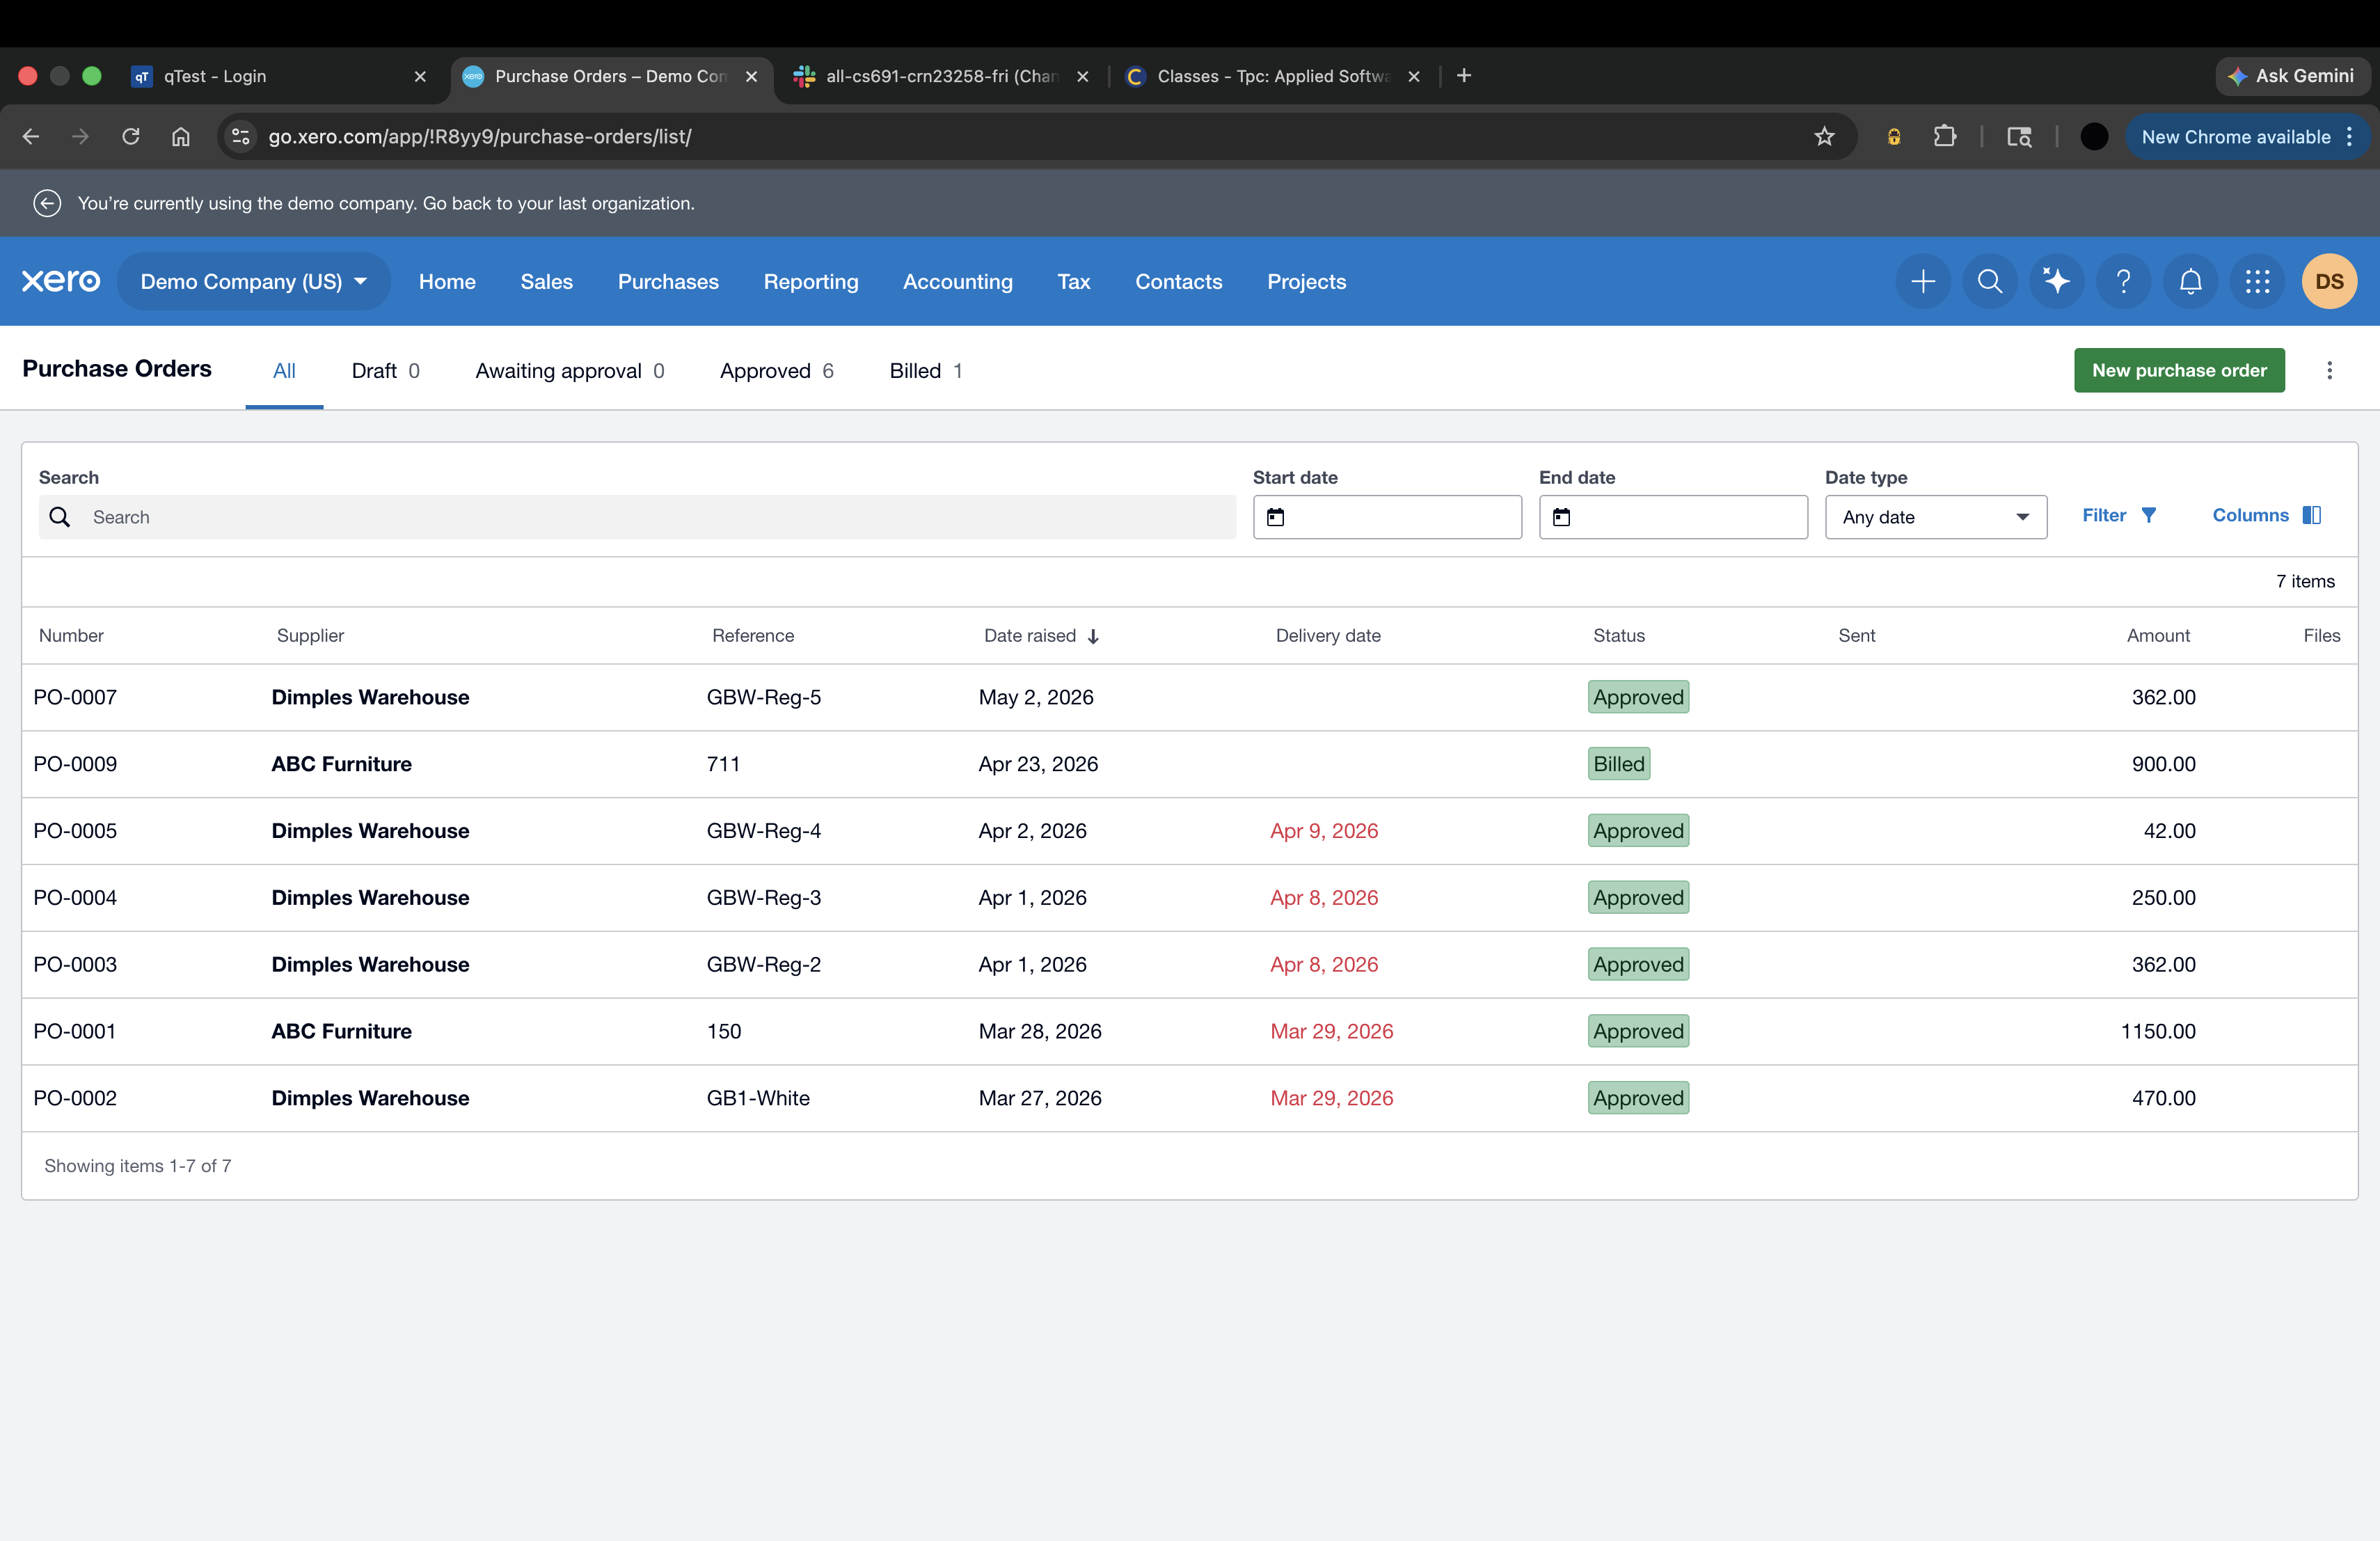 qT qTest - Login
xero Purchase Orders – Demo Com
all-cs691-crn23258-fri (Chan
C Classes - Tpc: Applied Softwa
Ask Gemini
go.xero.com/app/!R8yy9/purchase-orders/list/
New Chrome available
You're currently using the demo company. Go back to your last organization.
xero Demo Company (US) Home Sales Purchases Reporting Accounting Tax Contacts Projects ? DS
Purchase Orders All Draft 0 Awaiting approval 0 Approved 6 Billed 1 New purchase order
Search Start date End date Date type
Search Any date Filter Columns
7 items
Number Supplier Reference Date raised Delivery date Status Sent Amount Files
PO-0007 Dimples Warehouse GBW-Reg-5 May 2, 2026 Approved 362.00
PO-0009 ABC Furniture 711 Apr 23, 2026 Billed 900.00
PO-0005 Dimples Warehouse GBW-Reg-4 Apr 2, 2026 Apr 9, 2026 Approved 42.00
PO-0004 Dimples Warehouse GBW-Reg-3 Apr 1, 2026 Apr 8, 2026 Approved 250.00
PO-0003 Dimples Warehouse GBW-Reg-2 Apr 1, 2026 Apr 8, 2026 Approved 362.00
PO-0001 ABC Furniture 150 Mar 28, 2026 Mar 29, 2026 Approved 1150.00
PO-0002 Dimples Warehouse GB1-White Mar 27, 2026 Mar 29, 2026 Approved 470.00
Showing items 1-7 of 7